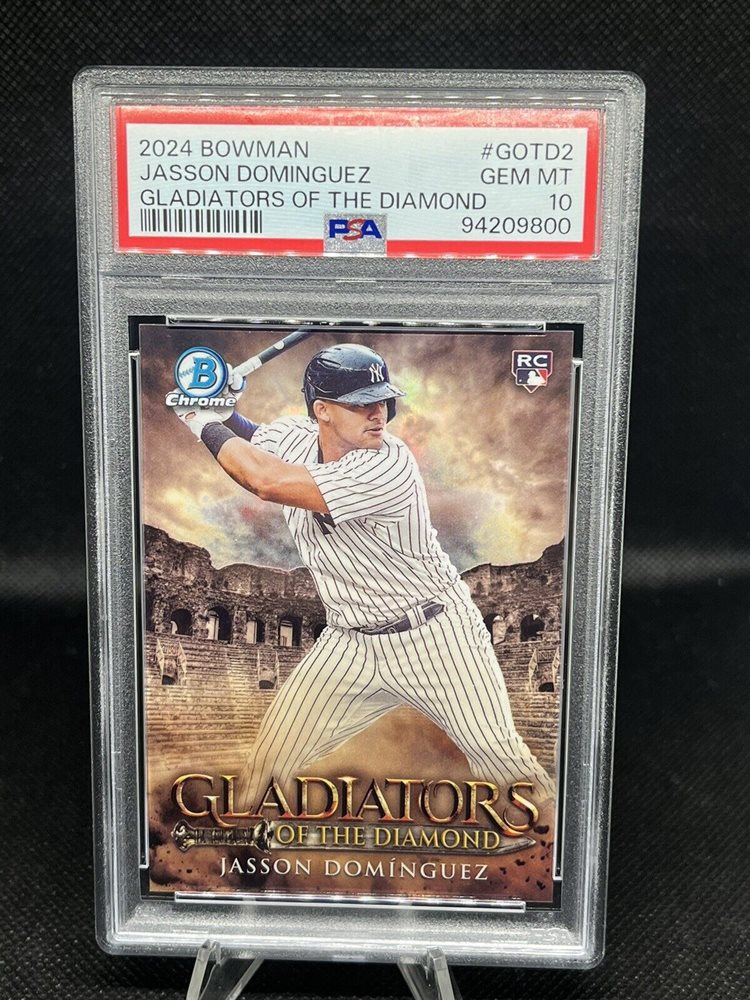 2024 BOWMAN #GOTD2
JASSON DOMINGUEZ GEM MT
GLADIATORS OF THE DIAMOND 10
PSA 94209800
B
Chrome
RC
NY
GLADIATORS
OF THE DIAMOND
JASSON DOMÍNGUEZ